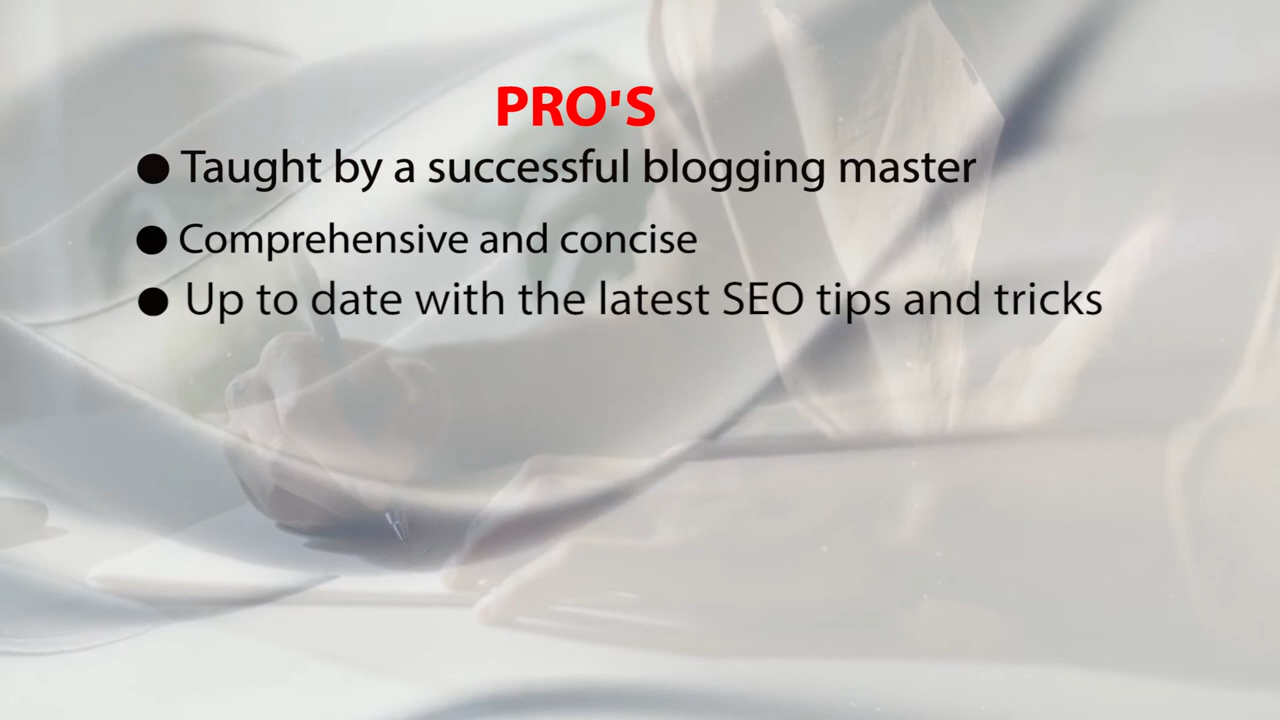 PRO'S
● Taught by a successful blogging master
● Comprehensive and concise
● Up to date with the latest SEO tips and tricks